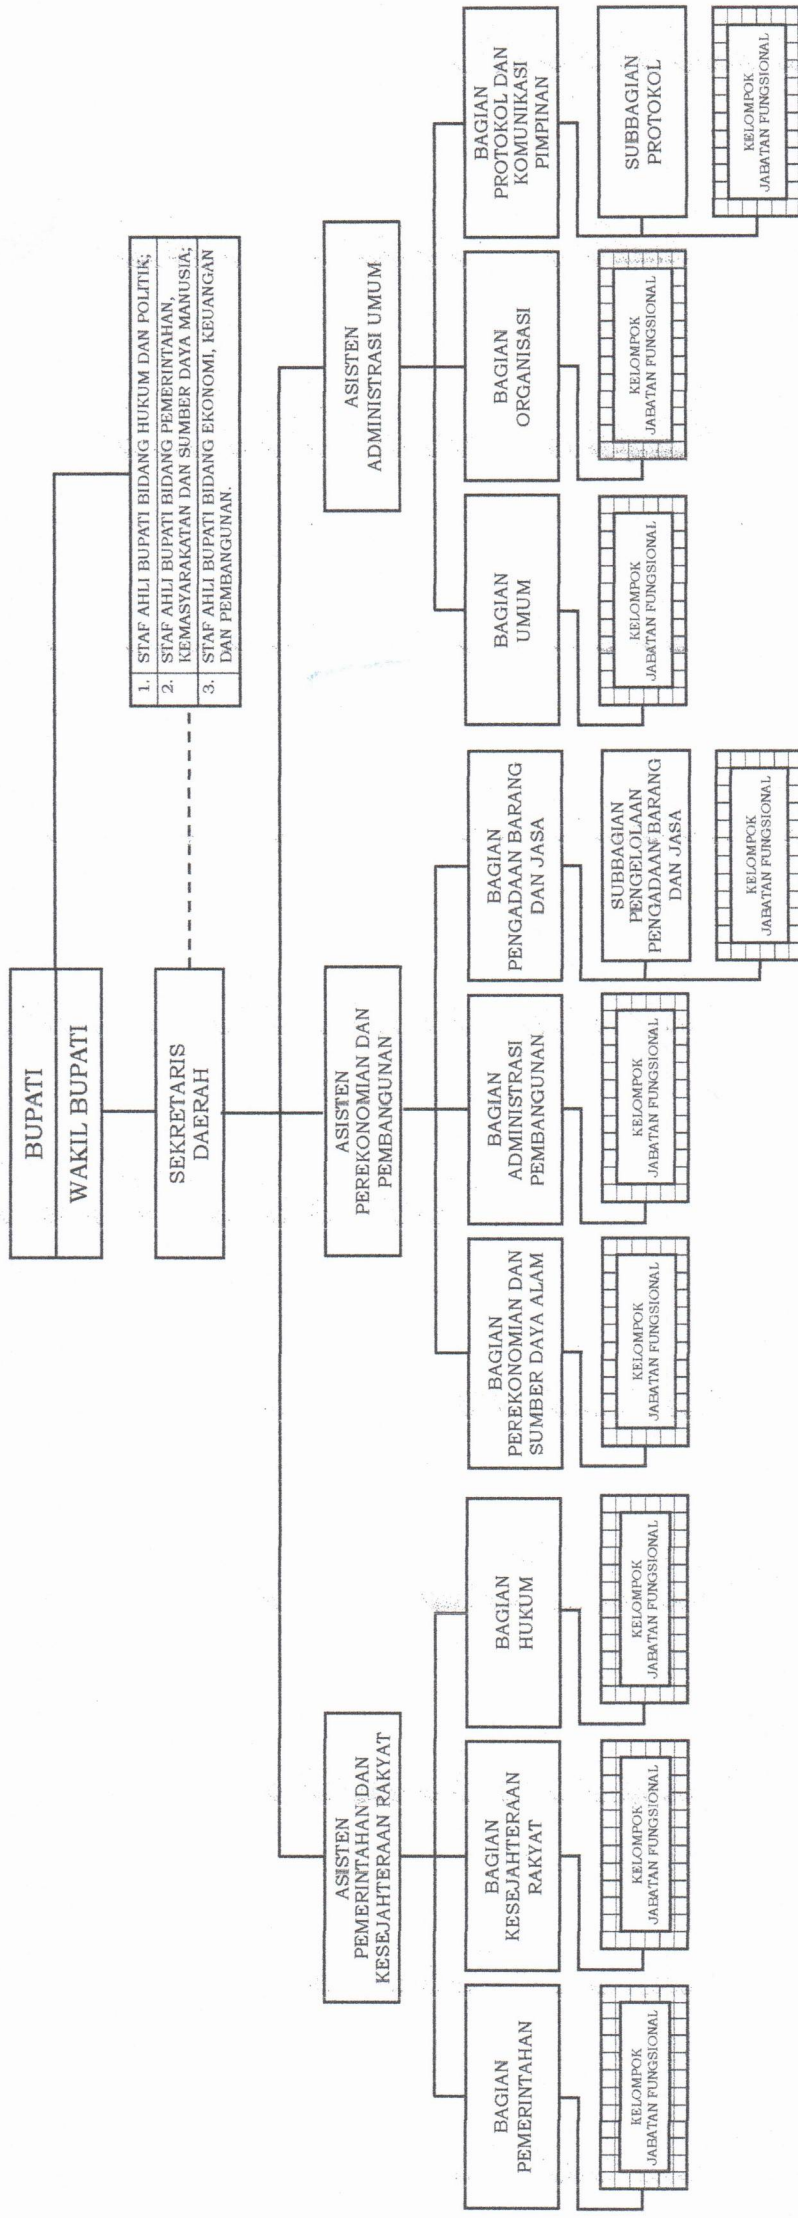 BUPATI
WAKIL BUPATI
SEKRETARIS
DAERAH
1. STAF AHLI BUPATI BIDANG HUKUM DAN POLITIK;
2. STAF AHLI BUPATI BIDANG PEMERINTAHAN,
KEMASYARAKATAN DAN SUMBER DAYA MANUSIA;
3. STAF AHLI BUPATI BIDANG EKONOMI, KEUANGAN
DAN PEMBANGUNAN.
ASISTEN
PEMERINTAHAN DAN
KESEJAHTERAAN RAKYAT
ASISTEN
PEREKONOMIAN DAN
PEMBANGUNAN
ASISTEN
ADMINISTRASI UMUM
BAGIAN
PEMERINTAHAN
BAGIAN
KESEJAHTERAAN
RAKYAT
BAGIAN
HUKUM
BAGIAN
PEREKONOMIAN DAN
SUMBER DAYA ALAM
BAGIAN
ADMINISTRASI
PEMBANGUNAN
BAGIAN
PENGADAAN BARANG
DAN JASA
BAGIAN
UMUM
BAGIAN
ORGANISASI
BAGIAN
PROTOKOL DAN
KOMUNIKASI
PIMPINAN
KELOMPOK
JABATAN FUNGSIONAL
KELOMPOK
JABATAN FUNGSIONAL
KELOMPOK
JABATAN FUNGSIONAL
KELOMPOK
JABATAN FUNGSIONAL
KELOMPOK
JABATAN FUNGSIONAL
SUBBAGIAN
PENGELOLAAN
PENGADAAN BARANG
DAN JASA
KELOMPOK
JABATAN FUNGSIONAL
KELOMPOK
JABATAN FUNGSIONAL
SUBBAGIAN
PROTOKOL
KELOMPOK
JABATAN FUNGSIONAL
KELOMPOK
JABATAN FUNGSIONAL